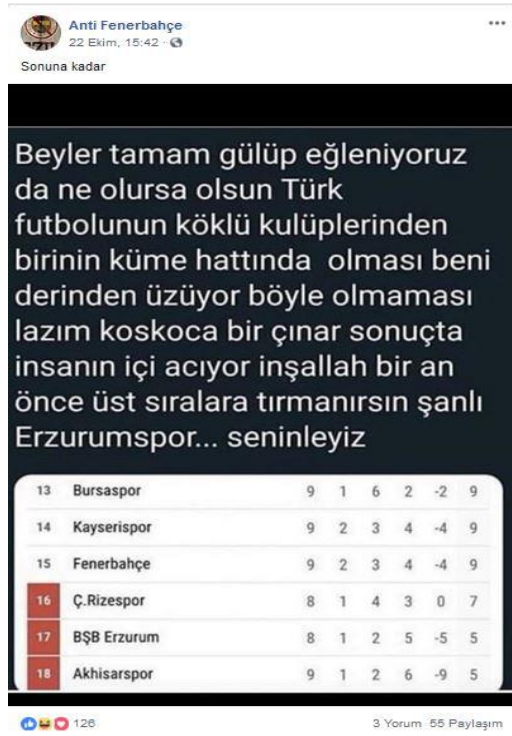 Anti Fenerbahçe
22 Ekim, 15:42
Sonuna kadar
Beyler tamam gülüp eğleniyoruz
da ne olursa olsun Türk
futbolunun köklü kulüplerinden
birinin küme hattında olması beni
derinden üzüyor böyle olmaması
lazım koskoca bir çınar sonuçta
insanın içi acıyor inşallah bir an
önce üst sıralara tırmanırsın şanlı
Erzurumspor... seninleyiz
13 Bursaspor 9 1 6 2 -2 9
14 Kayserispor 9 2 3 4 -4 9
15 Fenerbahçe 9 2 3 4 -4 9
16 Ç.Rizespor 8 1 4 3 0 7
17 BŞB Erzurum 8 1 2 5 -5 5
18 Akhisarspor 9 1 2 6 -9 5
126 3 Yorum 55 Paylaşım